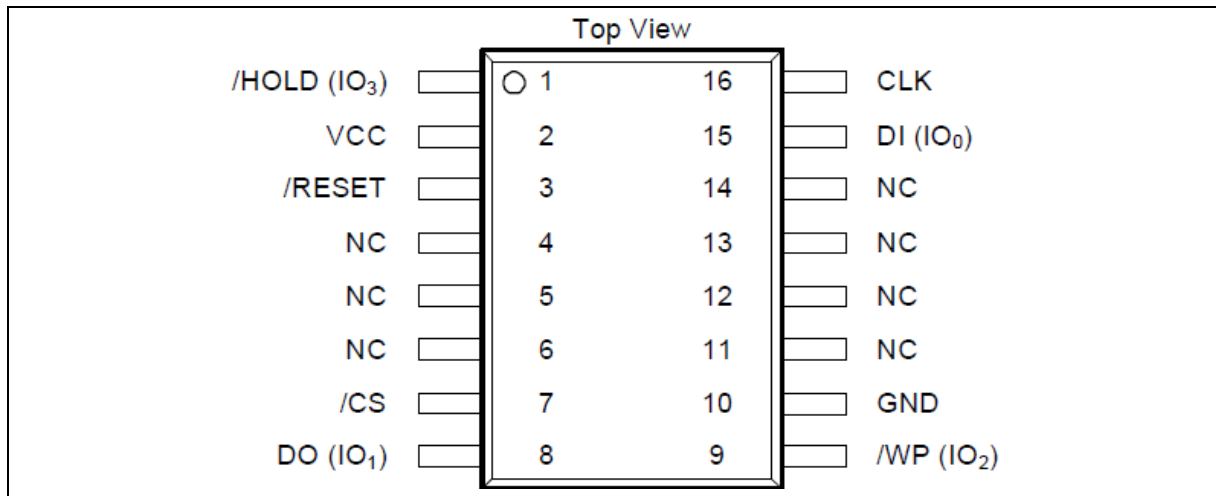 Top View
/HOLD (IO₃) 1 16 CLK
VCC 2 15 DI (IO₀)
/RESET 3 14 NC
NC 4 13 NC
NC 5 12 NC
NC 6 11 NC
/CS 7 10 GND
DO (IO₁) 8 9 /WP (IO₂)